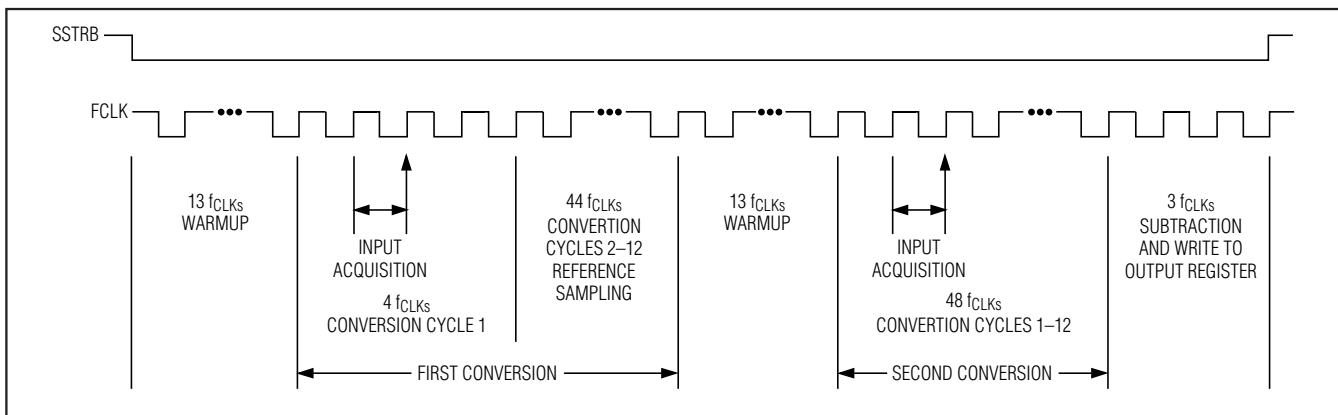 SSTRB
FCLK
13 fCLKs
WARMUP
INPUT
ACQUISITION
4 fCLKs
CONVERSION CYCLE 1
44 fCLKs
CONVERTION
CYCLES 2–12
REFERENCE
SAMPLING
13 fCLKs
WARMUP
INPUT
ACQUISITION
48 fCLKs
CONVERTION CYCLES 1–12
3 fCLKs
SUBTRACTION
AND WRITE TO
OUTPUT REGISTER
FIRST CONVERSION
SECOND CONVERSION